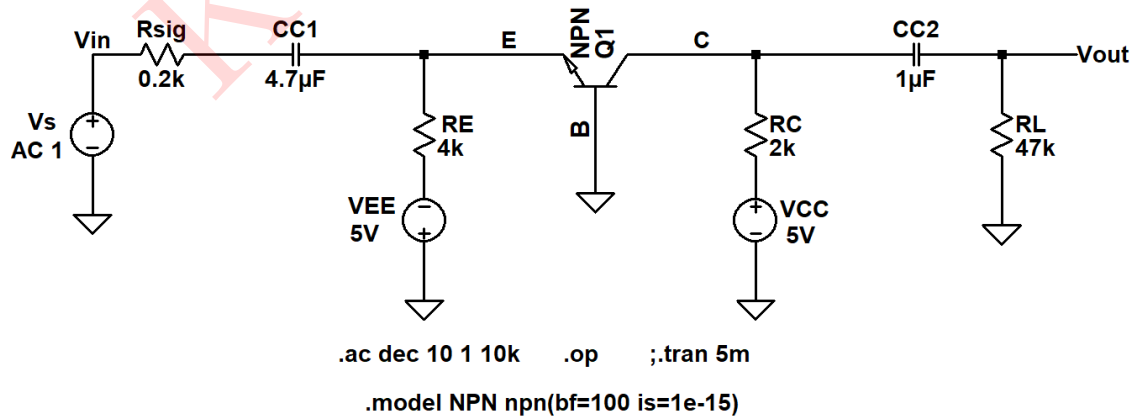 Vin
Rsig
0.2k
CC1
4.7µF
E
NPN
Q1
C
CC2
1µF
Vout
Vs
AC 1
RE
4k
B
RC
2k
RL
47k
VEE
5V
VCC
5V
.ac dec 10 1 10k .op ;.tran 5m
.model NPN npn(bf=100 is=1e-15)